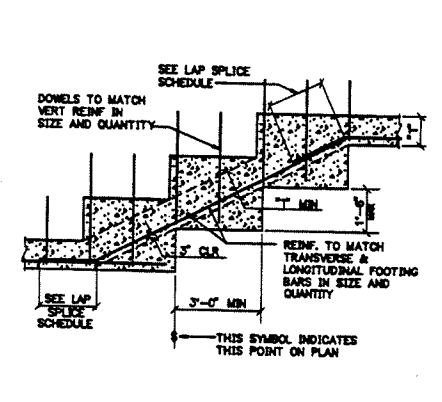 SEE LAP SPLICE
SCHEDULE
DOWELS TO MATCH
VERT REINF IN
SIZE AND QUANTITY
"T"
"T" MIN
1'-6"
MIN
3" CLR
REINF. TO MATCH
TRANSVERSE &
LONGITUDINAL FOOTING
BARS IN SIZE AND
QUANTITY
SEE LAP
SPLICE
SCHEDULE
3'-0" MIN
THIS SYMBOL INDICATES
THIS POINT ON PLAN